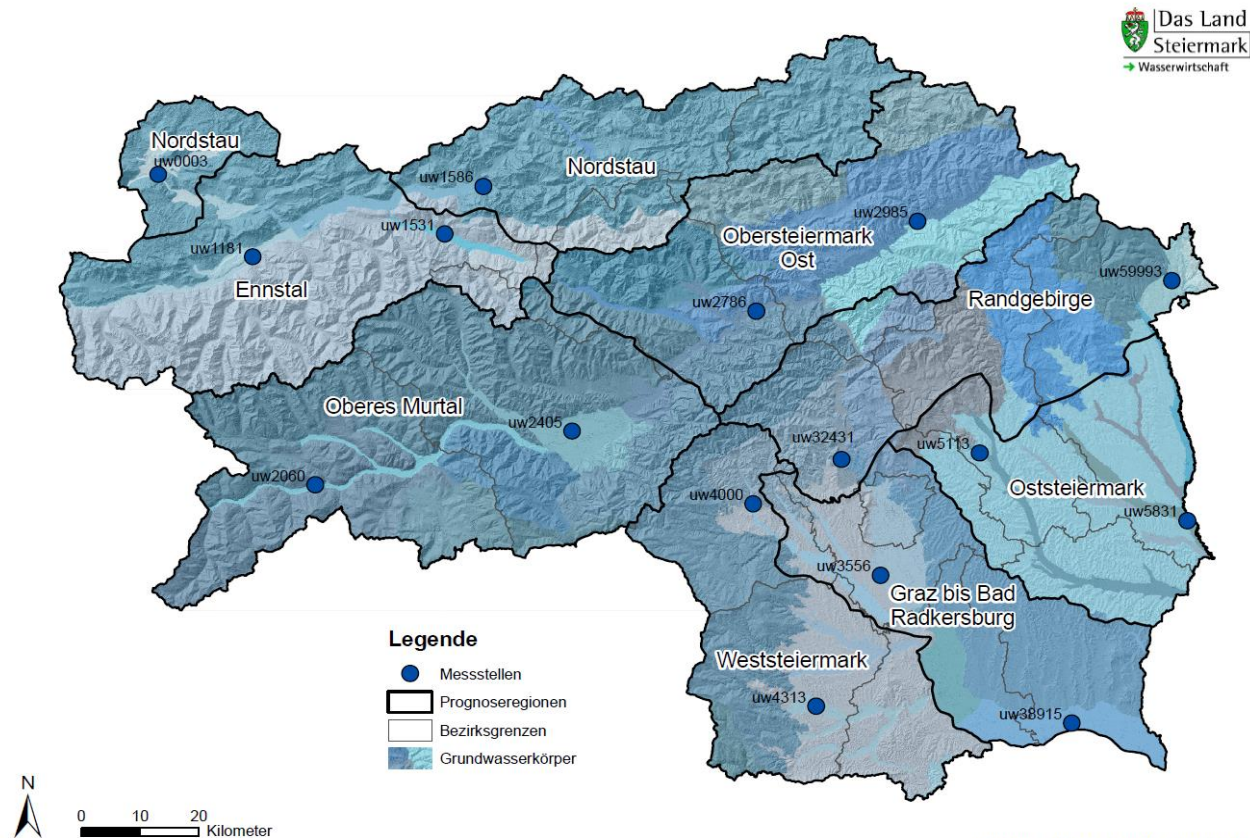 Das Land
Steiermark
→ Wasserwirtschaft
Nordstau
uw0003
uw1586
Nordstau
uw1181
uw1531
Ennstal
uw2985
Obersteiermark
Ost
uw2786
uw59993
Randgebirge
Oberes Murtal
uw2405
uw2060
uw32431
uw4000
uw5113
Oststeiermark
uw5831
uw3556
Graz bis Bad
Radkersburg
Weststeiermark
uw4313
uw38915
Legende
Messstellen
Prognoseregionen
Bezirksgrenzen
Grundwasserkörper
N
0 10 20
Kilometer